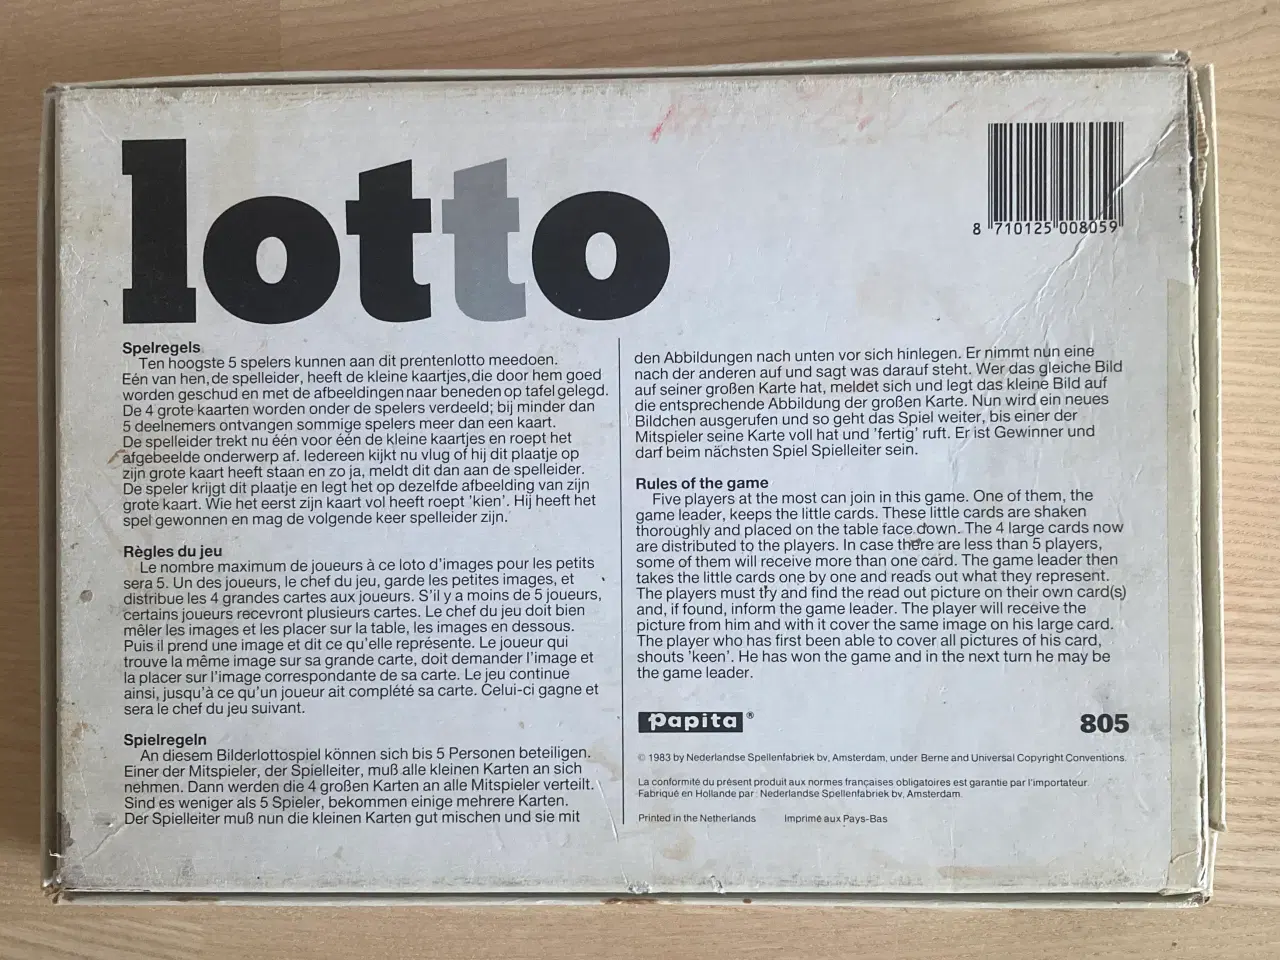 lotto
8 710125 008059
Spelregels
Ten hoogste 5 spelers kunnen aan dit prentenlotto meedoen.
Eén van hen, de spelleider, heeft de kleine kaartjes, die door hem goed
worden geschud en met de afbeeldingen naar beneden op tafel gelegd.
De 4 grote kaarten worden onder de spelers verdeeld; bij minder dan
5 deelnemers ontvangen sommige spelers meer dan een kaart.
De spelleider trekt nu één voor één de kleine kaartjes en roept het
afgebeelde onderwerp af. Iedereen kijkt nu vlug of hij dit plaatje op
zijn grote kaart heeft staan en zo ja, meldt dit dan aan de spelleider.
De speler krijgt dit plaatje en legt het op dezelfde afbeelding van zijn
grote kaart. Wie het eerst zijn kaart vol heeft roept 'kien'. Hij heeft het
spel gewonnen en mag de volgende keer spelleider zijn.
Règles du jeu
Le nombre maximum de joueurs à ce loto d'images pour les petits
sera 5. Un des joueurs, le chef du jeu, garde les petites images, et
distribue les 4 grandes cartes aux joueurs. S'il y a moins de 5 joueurs,
certains joueurs recevront plusieurs cartes. Le chef du jeu doit bien
mêler les images et les placer sur la table, les images en dessous.
Puis il prend une image et dit ce qu'elle représente. Le joueur qui
trouve la même image sur sa grande carte, doit demander l'image et
la placer sur l'image correspondante de sa carte. Le jeu continue
ainsi, jusqu'à ce qu'un joueur ait complété sa carte. Celui-ci gagne et
sera le chef du jeu suivant.
Spielregeln
An diesem Bilderlottospiel können sich bis 5 Personen beteiligen.
Einer der Mitspieler, der Spielleiter, muß alle kleinen Karten an sich
nehmen. Dann werden die 4 großen Karten an alle Mitspieler verteilt.
Sind es weniger als 5 Spieler, bekommen einige mehrere Karten.
Der Spielleiter muß nun die kleinen Karten gut mischen und sie mit
den Abbildungen nach unten vor sich hinlegen. Er nimmt nun eine
nach der anderen auf und sagt was darauf steht. Wer das gleiche Bild
auf seiner großen Karte hat, meldet sich und legt das kleine Bild auf
die entsprechende Abbildung der großen Karte. Nun wird ein neues
Bildchen ausgerufen und so geht das Spiel weiter, bis einer der
Mitspieler seine Karte voll hat und 'fertig' ruft. Er ist Gewinner und
darf beim nächsten Spiel Spielleiter sein.
Rules of the game
Five players at the most can join in this game. One of them, the
game leader, keeps the little cards. These little cards are shaken
thoroughly and placed on the table face down. The 4 large cards now
are distributed to the players. In case there are less than 5 players,
some of them will receive more than one card. The game leader then
takes the little cards one by one and reads out what they represent.
The players must try and find the read out picture on their own card(s)
and, if found, inform the game leader. The player will receive the
picture from him and with it cover the same image on his large card.
The player who has first been able to cover all pictures of his card,
shouts 'keen'. He has won the game and in the next turn he may be
the game leader.
Papita ® 805
© 1983 by Nederlandse Spellenfabriek bv, Amsterdam, under Berne and Universal Copyright Conventions.
La conformité du présent produit aux normes françaises obligatoires est garantie par l'importateur.
Fabriqué en Hollande par: Nederlandse Spellenfabriek bv, Amsterdam.
Printed in the Netherlands Imprimé aux Pays-Bas